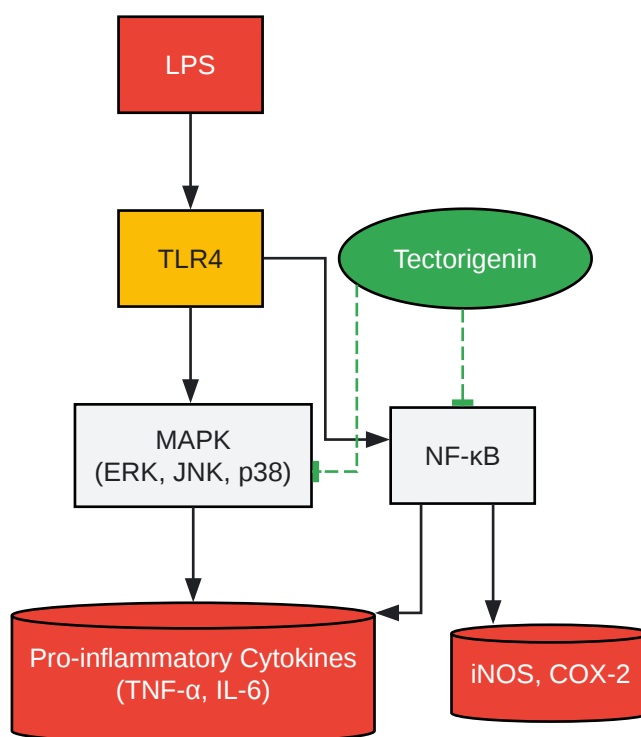 LPS
TLR4
Tectorigenin
MAPK
(ERK, JNK, p38)
NF-κB
Pro-inflammatory Cytokines
(TNF-α, IL-6)
iNOS, COX-2